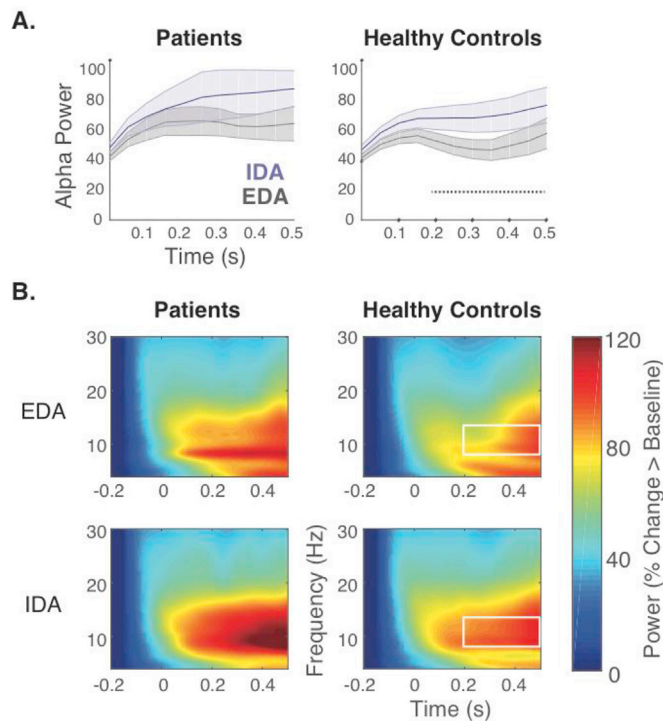 A.
Patients
Healthy Controls
Alpha Power
100
80
60
40
20
0
IDA
EDA
0.1 0.2 0.3 0.4 0.5
Time (s)
100
80
60
40
20
0
0.1 0.2 0.3 0.4 0.5
B.
Patients
Healthy Controls
EDA
30
20
10
-0.2 0 0.2 0.4
30
20
10
-0.2 0 0.2 0.4
IDA
30
20
10
-0.2 0 0.2 0.4
Frequency (Hz)
30
20
10
-0.2 0 0.2 0.4
Time (s)
120
80
40
0
Power (% Change > Baseline)